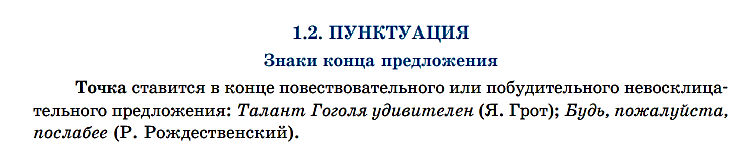 1.2. ПУНКТУАЦИЯ
Знаки конца предложения
Точка ставится в конце повествовательного или побудительного невосклица-
тельного предложения: Талант Гоголя удивителен (Я. Грот); Будь, пожалуйста,
послабее (Р. Рождественский).